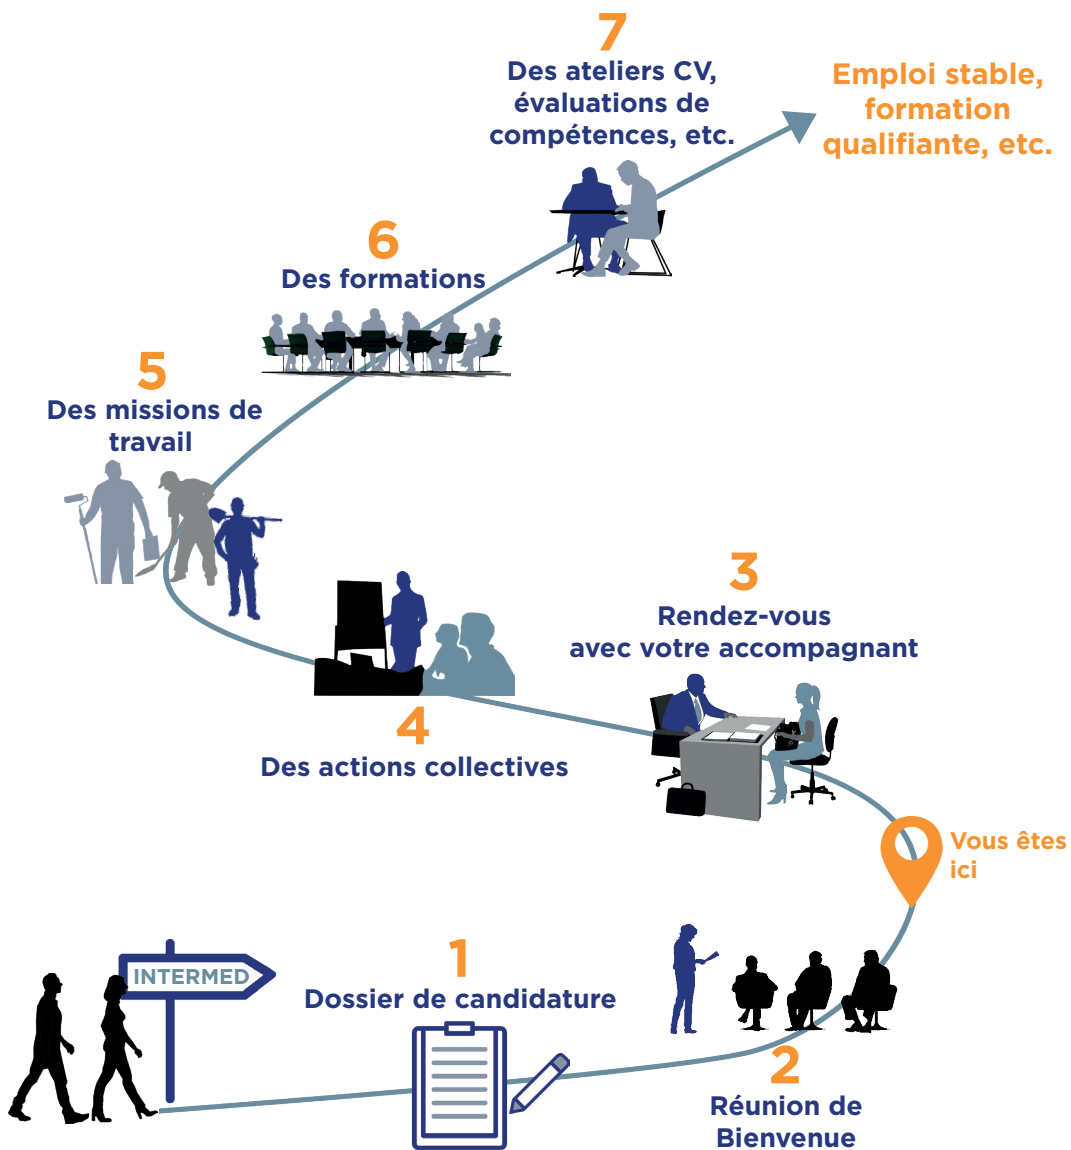 7
Des ateliers CV,
évaluations de
compétences, etc.
Emploi stable,
formation
qualifiante, etc.
6
Des formations
5
Des missions de
travail
3
Rendez-vous
avec votre accompagnant
4
Des actions collectives
Vous êtes
ici
INTERMED
1
Dossier de candidature
2
Réunion de
Bienvenue